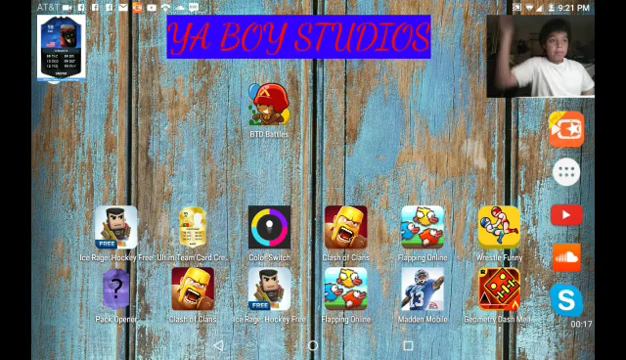 AT&T
9:21 PM
YA BOY STUDIOS
BTD Battles
Ice Rage: Hockey Free
Ultim. Team Card Cre..
Color Switch
Clash of Clans
Flapping Online
Wrestle Funny
FREE
Pack Opener
Clash of Clans
Ice Rage: Hockey Free
Flapping Online
Madden Mobile
Geometry Dash Melt
FREE
00:17